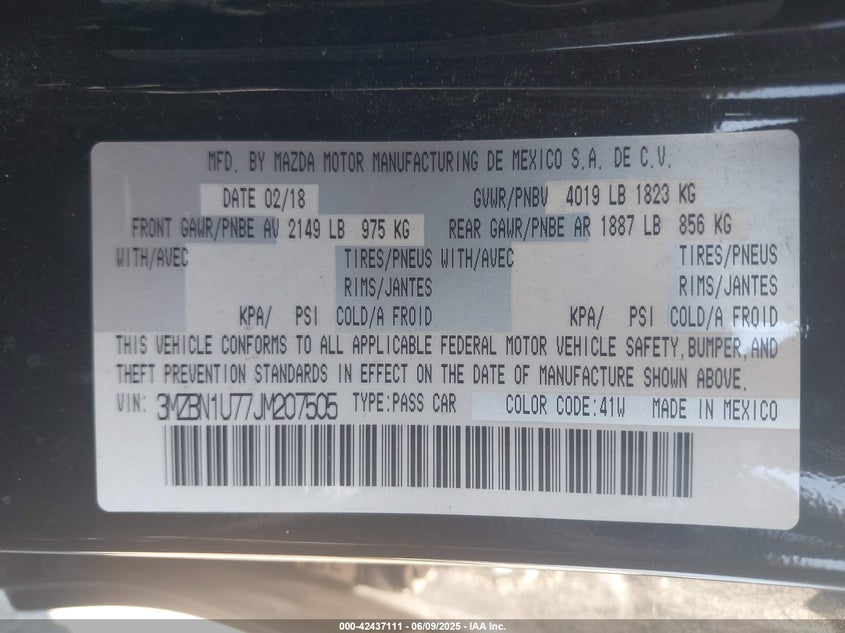 MFD. BY MAZDA MOTOR MANUFACTURING DE MEXICO S.A. DE C.V.
DATE 02/18 GVWR/PNBV 4019 LB 1823 KG
FRONT GAWR/PNBE AV 2149 LB 975 KG REAR GAWR/PNBE AR 1887 LB 856 KG
WITH/AVEC TIRES/PNEUS WITH/AVEC TIRES/PNEUS
RIMS/JANTES RIMS/JANTES
KPA/ PSI COLD/A FROID KPA/ PSI COLD/A FROID
THIS VEHICLE CONFORMS TO ALL APPLICABLE FEDERAL MOTOR VEHICLE SAFETY, BUMPER, AND
THEFT PREVENTION STANDARDS IN EFFECT ON THE DATE OF MANUFACTURE SHOWN ABOVE.
VIN: 3MZBN1U77JM207505 TYPE:PASS CAR COLOR CODE:41W MADE IN MEXICO
000-42437111 - 06/09/2025 - IAA Inc.